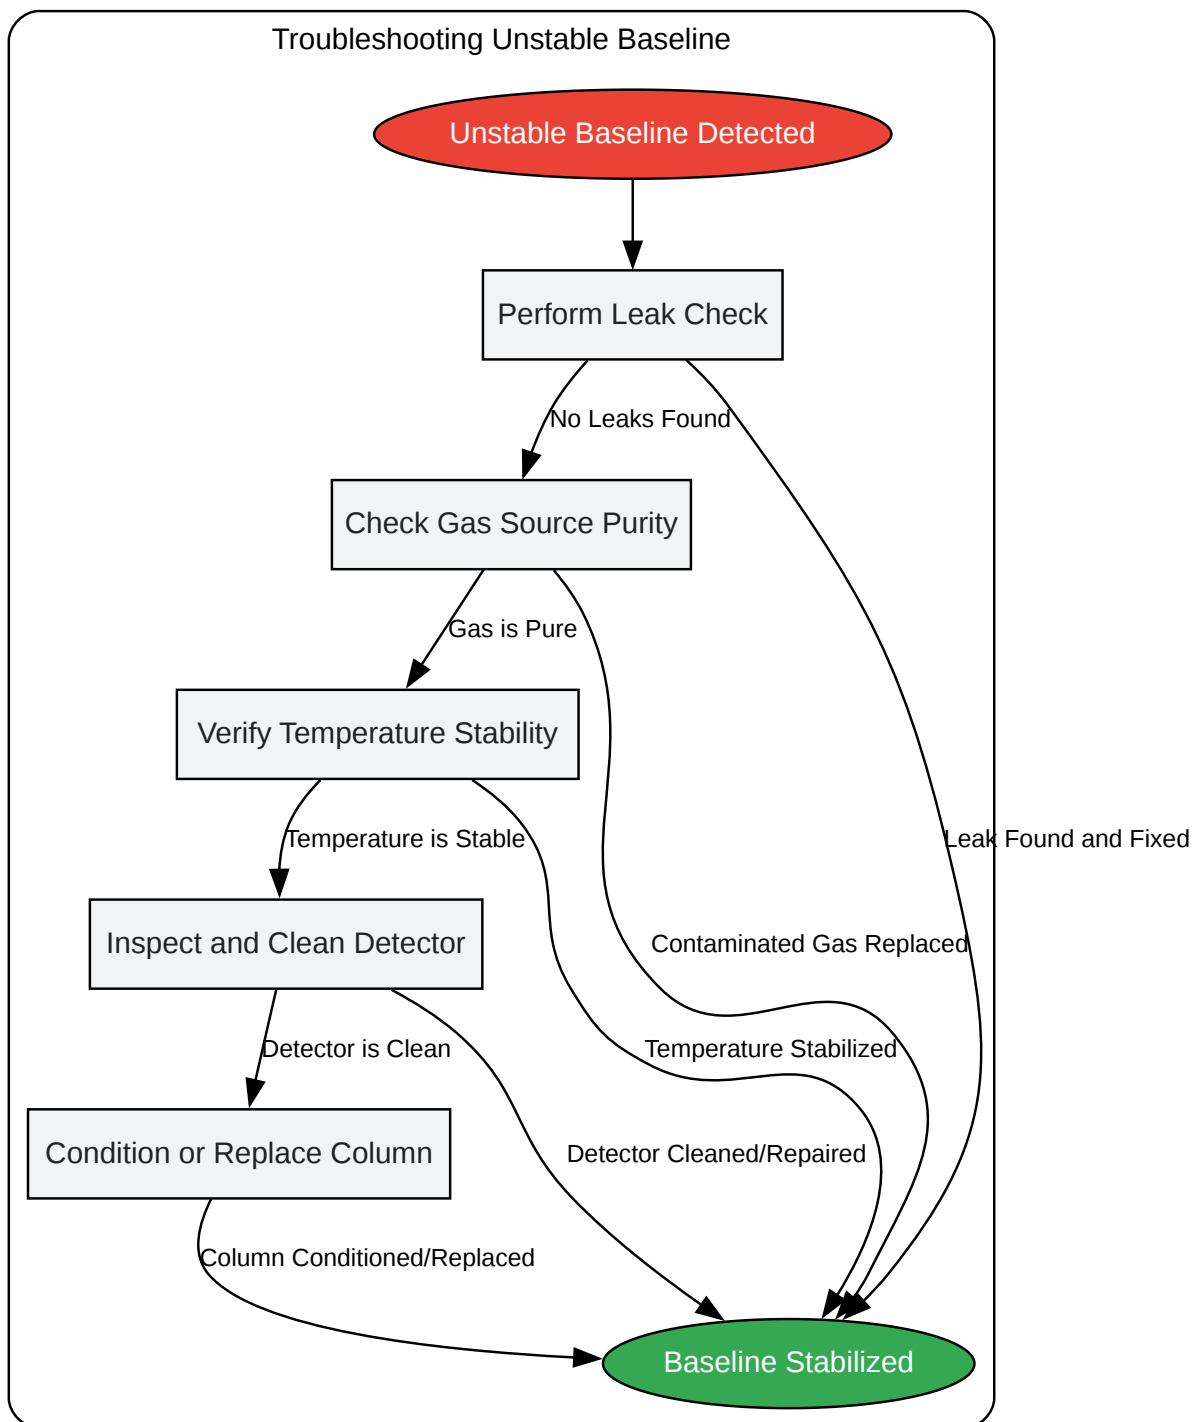 Troubleshooting Unstable Baseline
Unstable Baseline Detected
Perform Leak Check
No Leaks Found
Check Gas Source Purity
Gas is Pure
Verify Temperature Stability
Temperature is Stable
Leak Found and Fixed
Inspect and Clean Detector
Contaminated Gas Replaced
Detector is Clean
Temperature Stabilized
Condition or Replace Column
Detector Cleaned/Repaired
Column Conditioned/Replaced
Baseline Stabilized